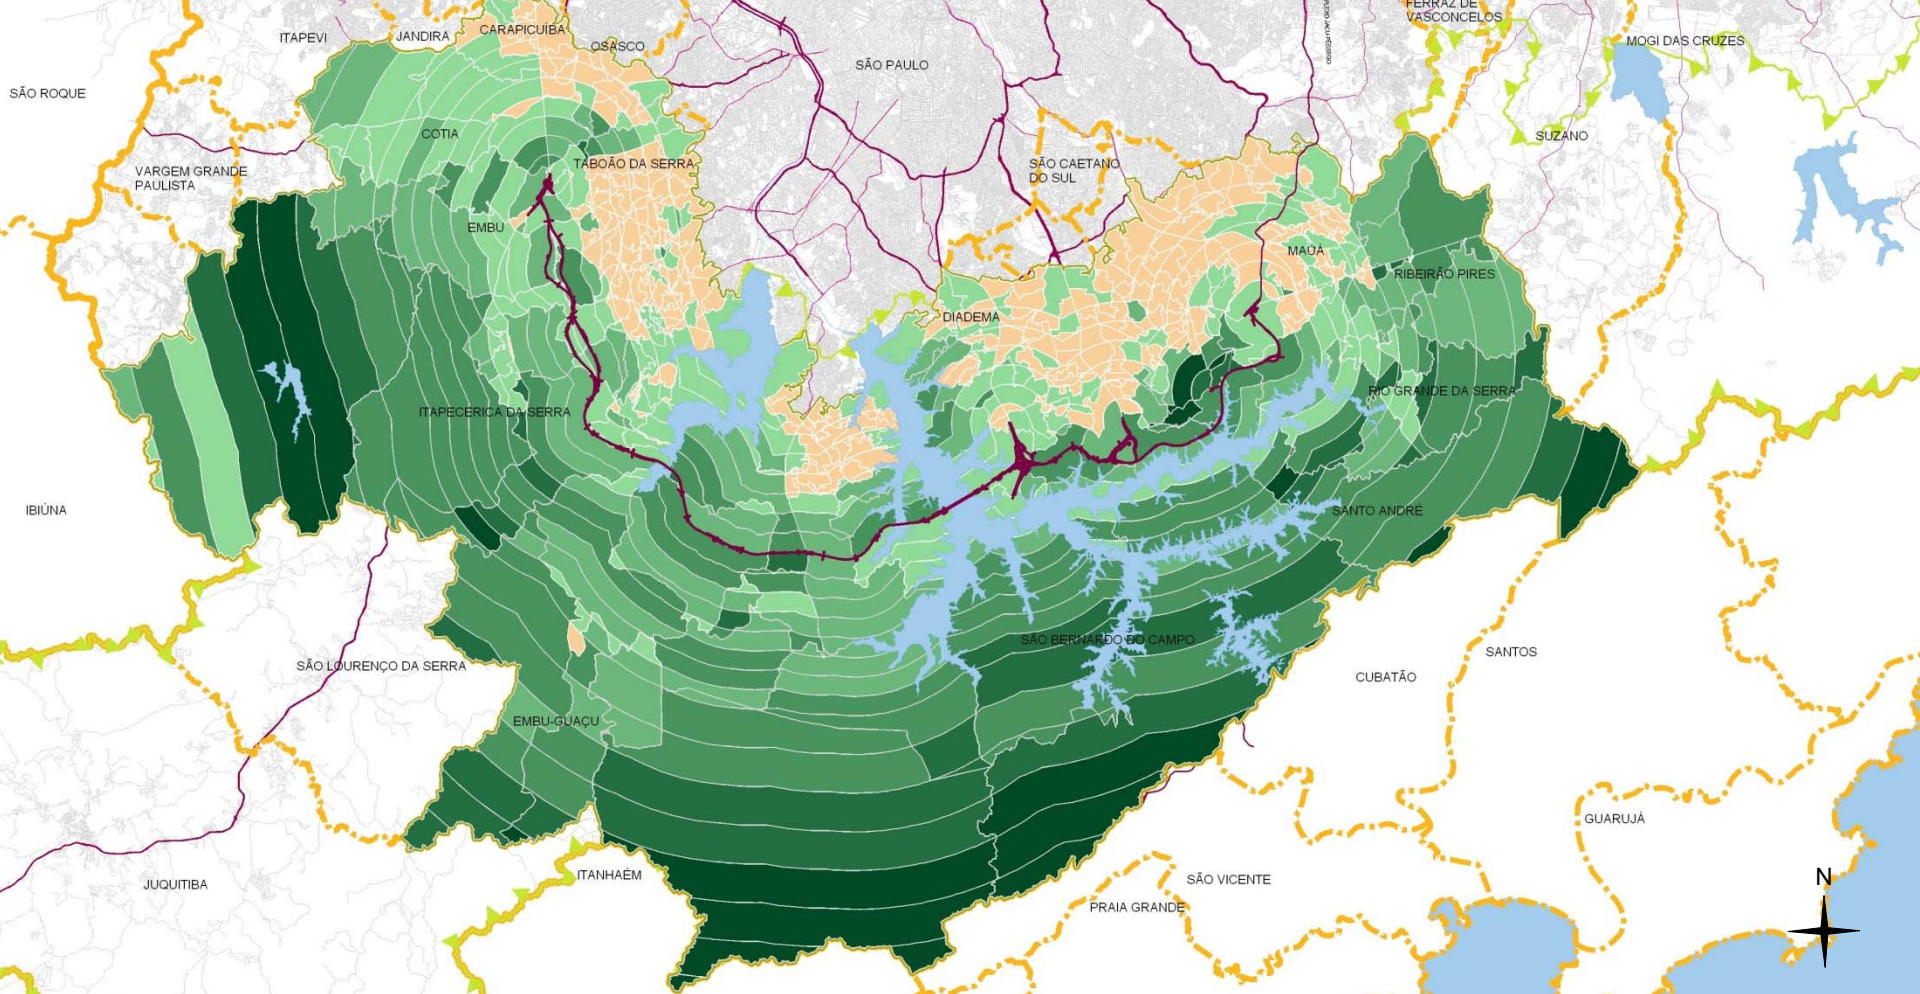 FERRAZ DE
VASCONCELOS
ITAPEVI
JANDIRA
CARAPICUÍBA
OSASCO
MOGI DAS CRUZES
SÃO PAULO
SÃO ROQUE
COTIA
SUZANO
TABOÃO DA SERRA
SÃO CAETANO
DO SUL
VARGEM GRANDE
PAULISTA
EMBU
MAUÁ
RIBEIRÃO PIRES
DIADEMA
RIO GRANDE DA SERRA
ITAPECERICA DA SERRA
IBIÚNA
SANTO ANDRÉ
SÃO BERNARDO DO CAMPO
SANTOS
SÃO LOURENÇO DA SERRA
CUBATÃO
EMBU-GUAÇU
GUARUJÁ
ITANHAÉM
N
JUQUITIBA
SÃO VICENTE
PRAIA GRANDE